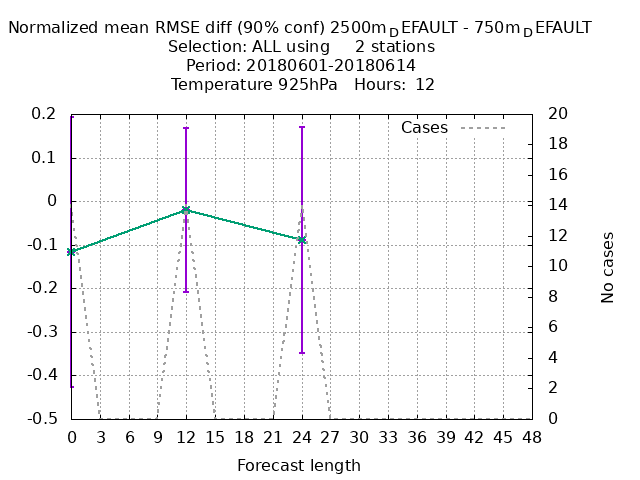 Normalized mean RMSE diff (90% conf) 2500m_DEFAULT - 750m_DEFAULT
Selection: ALL using 2 stations
Period: 20180601-20180614
Temperature 925hPa Hours: 12
Cases
0.2
0.1
0
-0.1
-0.2
-0.3
-0.4
-0.5
20
18
16
14
12
10
8
6
4
2
0
No cases
0 3 6 9 12 15 18 21 24 27 30 33 36 39 42 45 48
Forecast length